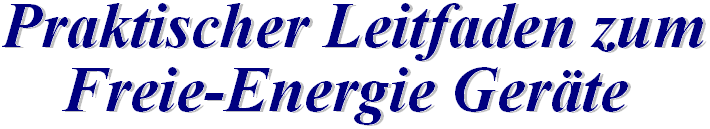 Praktischer Leitfaden zum
Freie-Energie Geräte